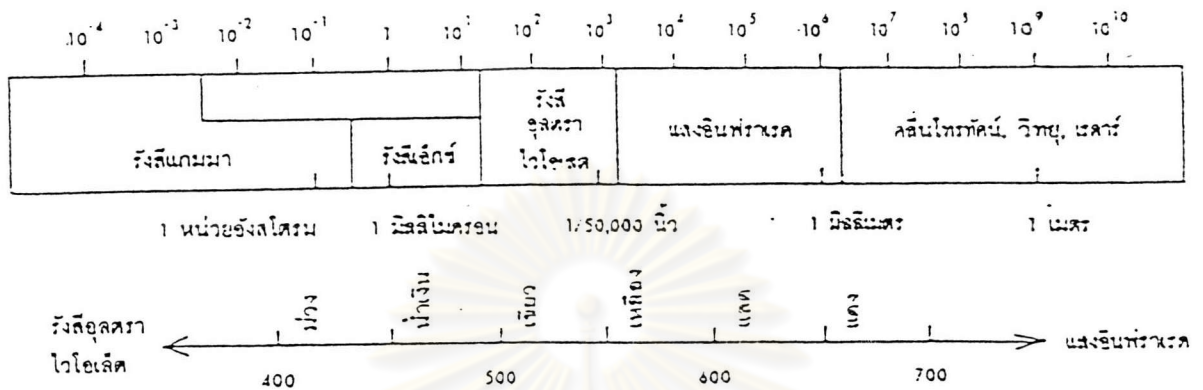 10⁻⁴ 10⁻³ 10⁻² 10⁻¹ 1 10¹ 10² 10³ 10⁴ 10⁵ 10⁶ 10⁷ 10⁸ 10⁹ 10¹⁰
รังสี
อุลตรา
ไวโอเลต
แสงอินฟราเรด
คลื่นโทรทัศน์, วิทยุ, เรดาร์
รังสีแกมมา
รังสีเอ็กซ์
1 หน่วยอังสโตรม 1 มิลลิไมครอน 1/50,000 นิ้ว 1 มิลลิเมตร 1 เมตร
ม่วง น้ำเงิน เขียว เหลือง แสด แดง
รังสีอุลตรา
ไวโอเล็ต
แสงอินฟราเรด
400 500 600 700